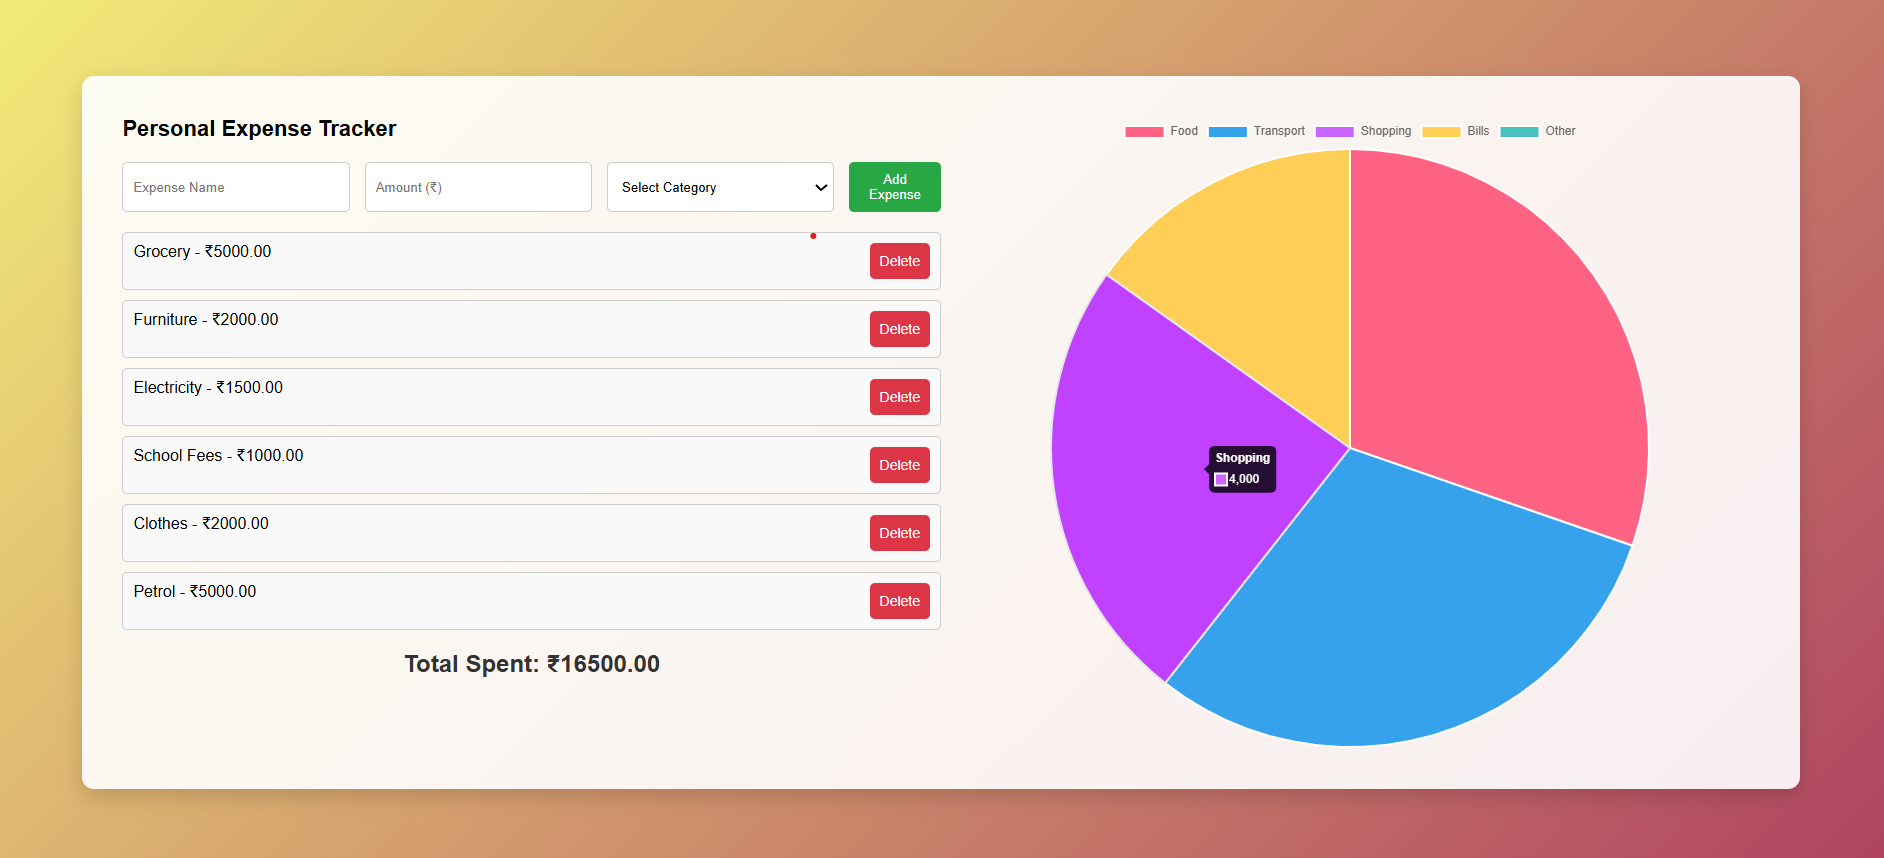 Personal Expense Tracker
Expense Name
Amount (₹)
Select Category
Add
Expense
Grocery - ₹5000.00
Delete
Furniture - ₹2000.00
Delete
Electricity - ₹1500.00
Delete
School Fees - ₹1000.00
Delete
Clothes - ₹2000.00
Delete
Petrol - ₹5000.00
Delete
Total Spent: ₹16500.00
Food Transport Shopping Bills Other
Shopping
4,000